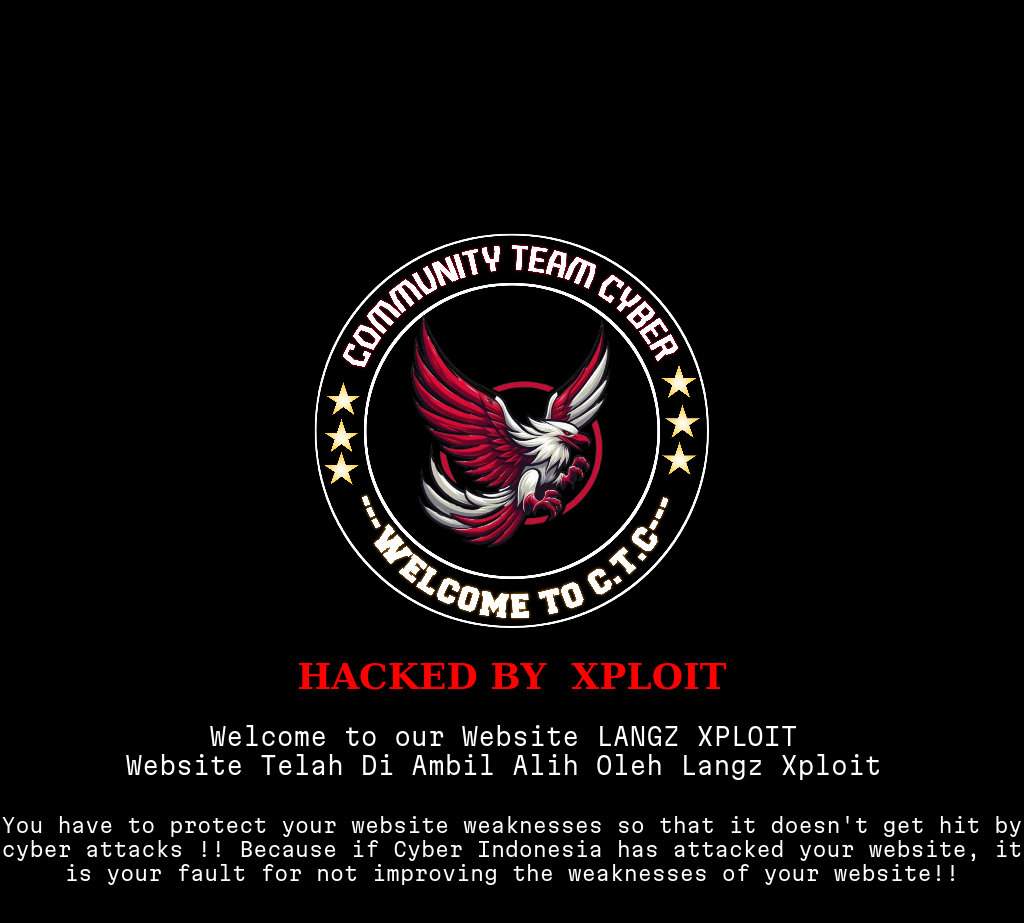 COMMUNITY TEAM CYBER
---WELCOME TO C.T.C---
HACKED BY XPLOIT
Welcome to our Website LANGZ XPLOIT
Website Telah Di Ambil Alih Oleh Langz Xploit
You have to protect your website weaknesses so that it doesn't get hit by
cyber attacks !! Because if Cyber Indonesia has attacked your website, it
is your fault for not improving the weaknesses of your website!!